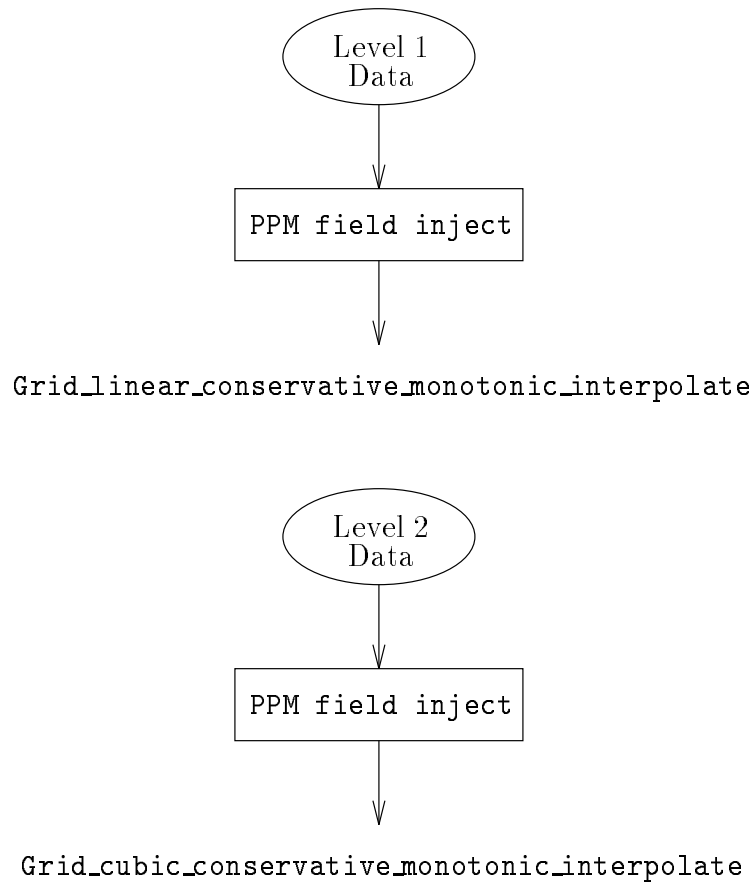 Level 1
Data
PPM field inject
Grid_linear_conservative_monotonic_interpolate
Level 2
Data
PPM field inject
Grid_cubic_conservative_monotonic_interpolate